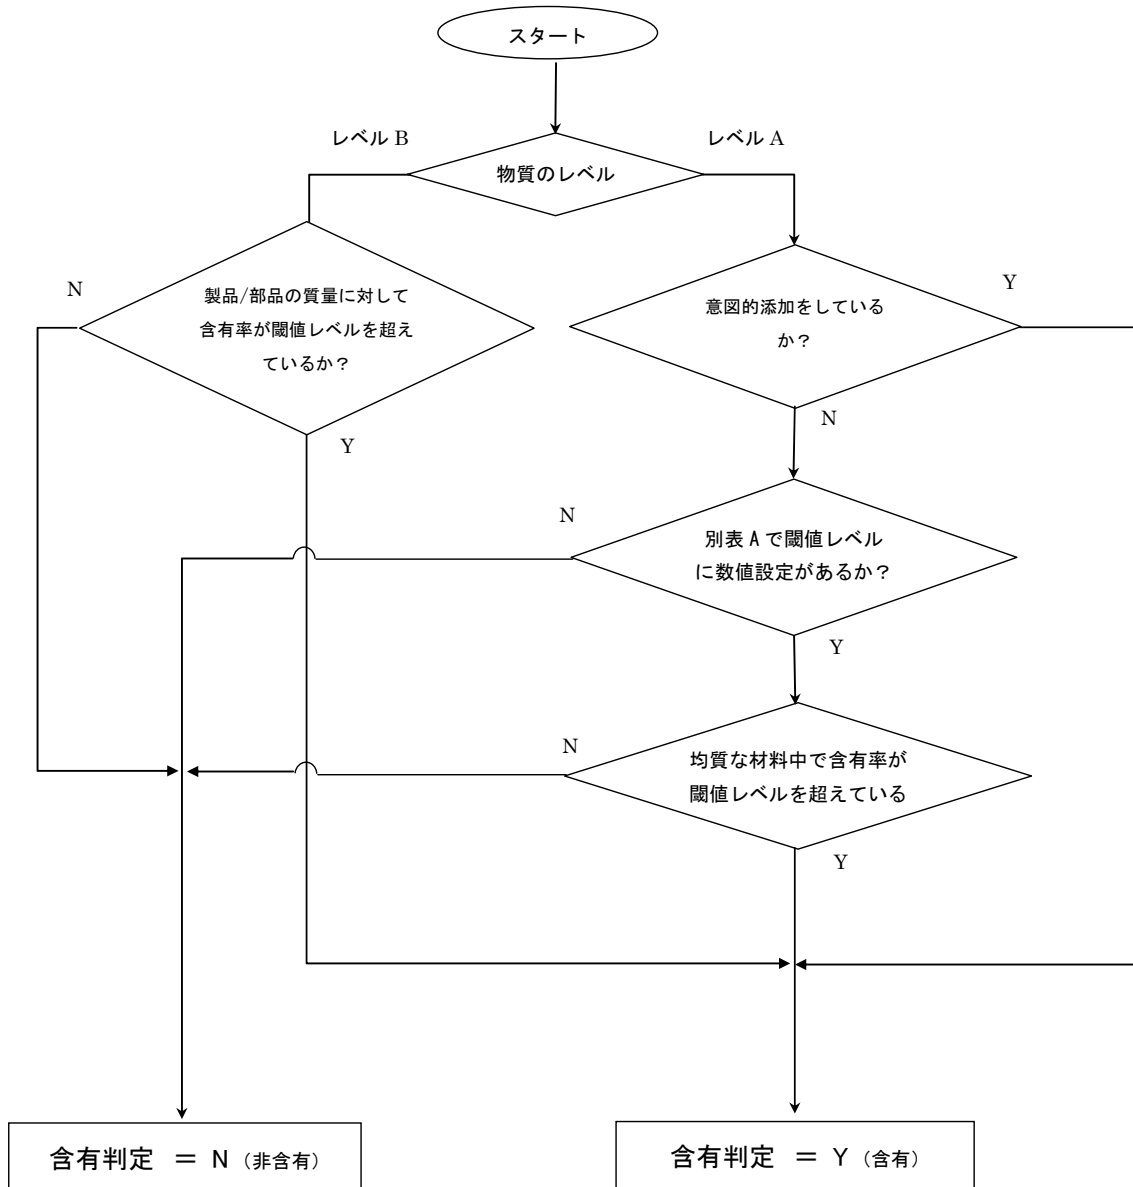 スタート
レベル B
レベル A
物質のレベル
N
製品/部品の質量に対して
含有率が閾値レベルを超え
ているか？
Y
意図的添加をしている
か？
Y
N
N
別表 A で閾値レベル
に数値設定があるか？
Y
N
均質な材料中で含有率が
閾値レベルを超えている
Y
含有判定 ＝ N（非含有）
含有判定 ＝ Y（含有）